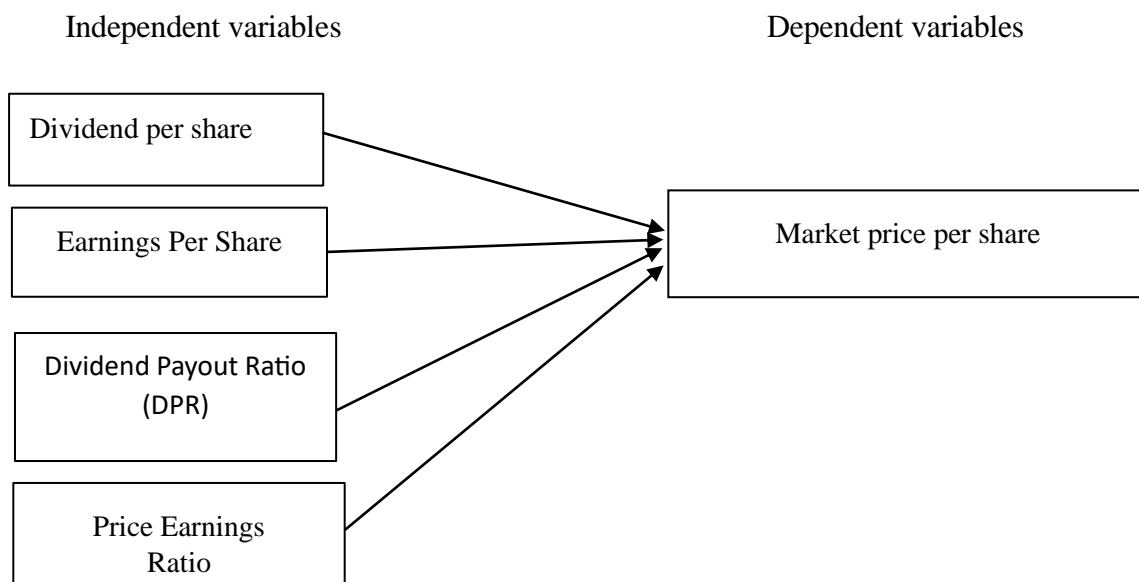 Independent variables
Dependent variables
Dividend per share
Earnings Per Share
Market price per share
Dividend Payout Ratio
(DPR)
Price Earnings
Ratio